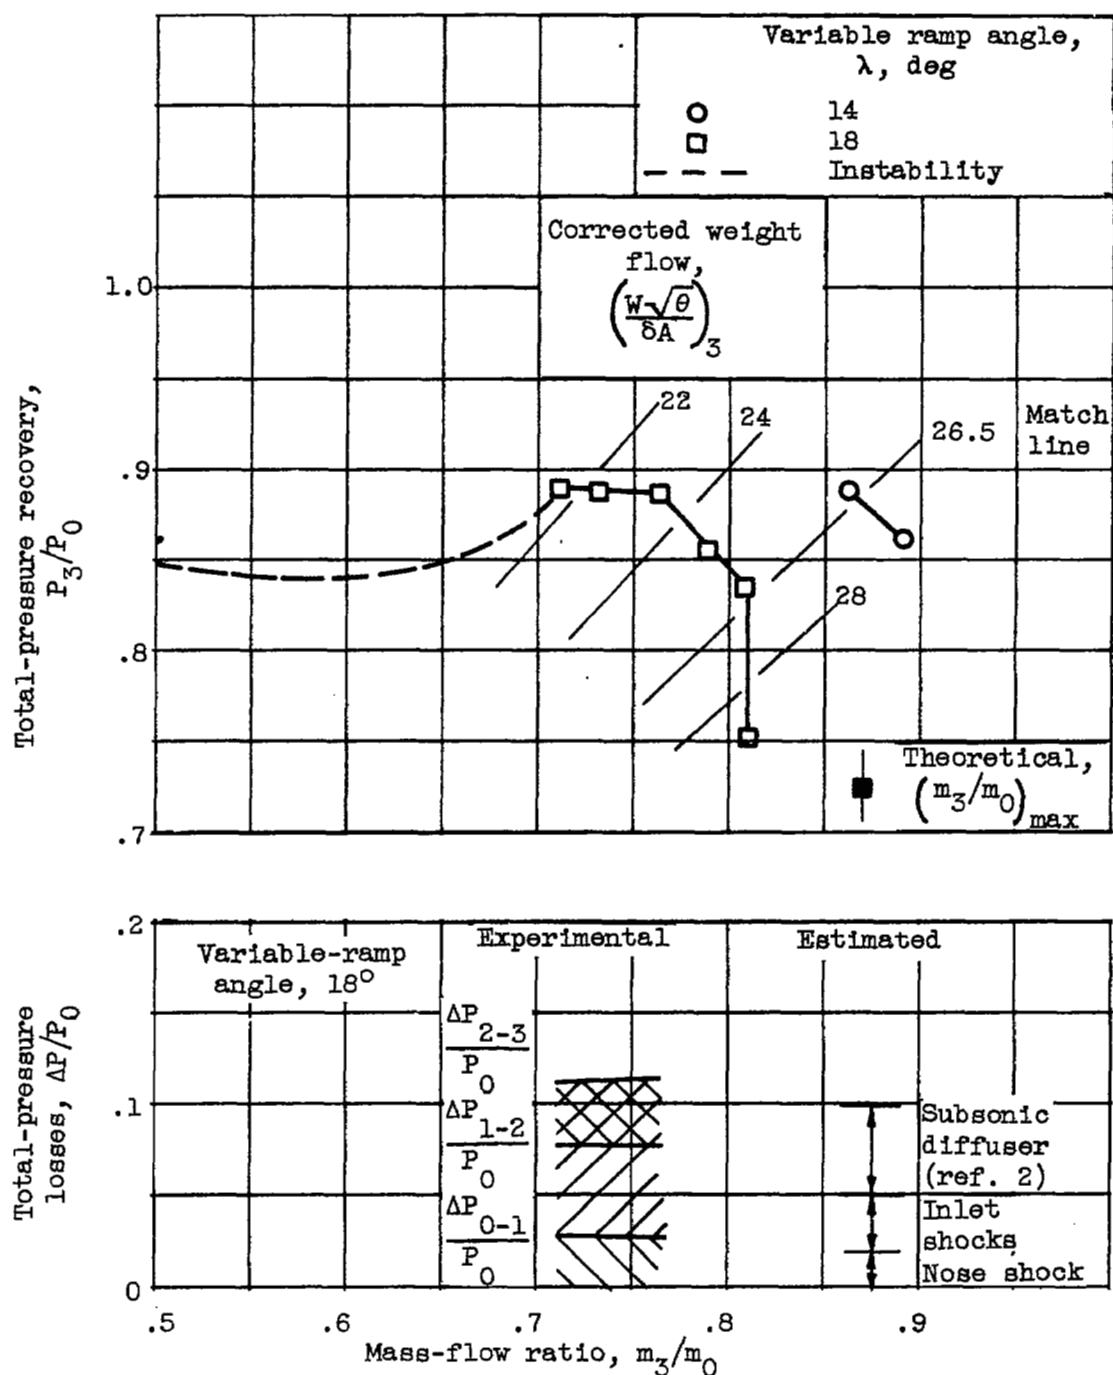 Variable ramp angle,
λ, deg
14
18
Instability
Corrected weight
flow,
(W√θ/δA)₃
1.0
.9
.8
.7
Total-pressure recovery,
P₃/P₀
22
24
26.5
Match
line
28
Theoretical,
(m₃/m₀)max
.2
.1
0
Total-pressure
losses, ΔP/P₀
Variable-ramp
angle, 18°
Experimental
Estimated
ΔP₂₋₃
P₀
ΔP₁₋₂
P₀
ΔP₀₋₁
P₀
Subsonic
diffuser
(ref. 2)
Inlet
shocks
Nose shock
.5 .6 .7 .8 .9
Mass-flow ratio, m₃/m₀